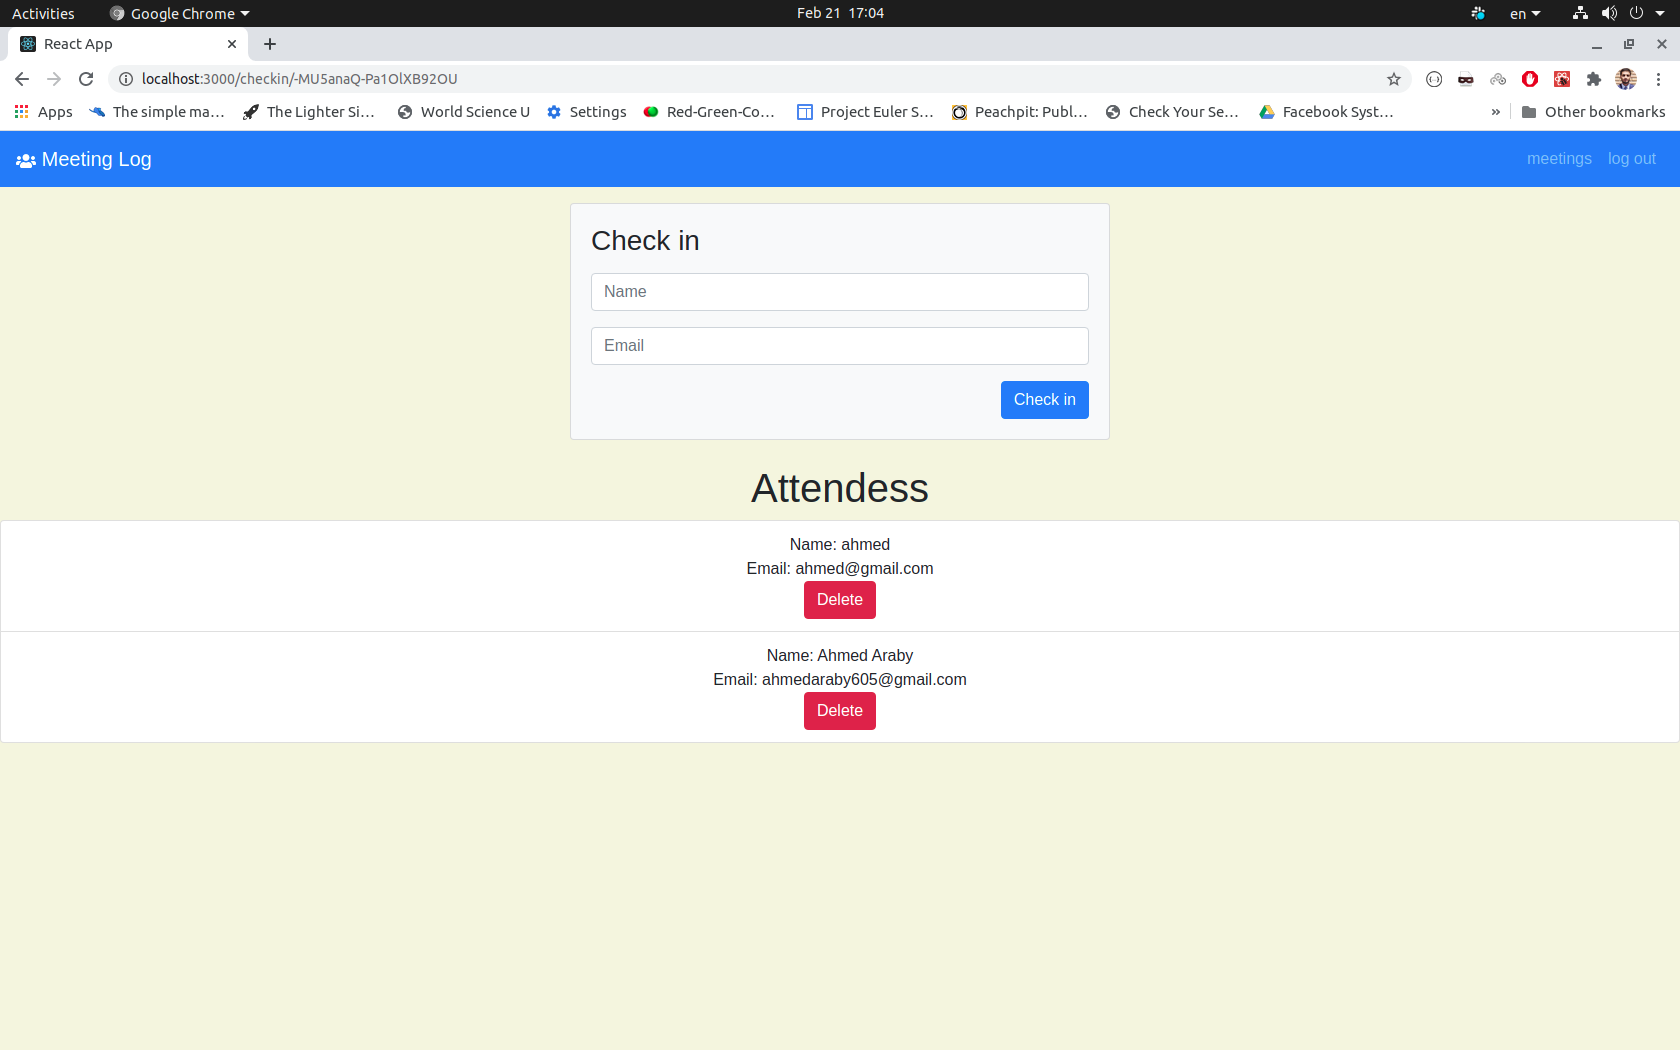 Activities Google Chrome Feb 21 17:04 en
React App
localhost:3000/checkin/-MU5anaQ-Pa1OlXB92OU
Apps The simple ma... The Lighter Si... World Science U Settings Red-Green-Co... Project Euler S... Peachpit: Publ... Check Your Se... Facebook Syst... » Other bookmarks
Meeting Log meetings log out
Check in
Name
Email
Check in
Attendess
Name: ahmed
Email: ahmed@gmail.com
Delete
Name: Ahmed Araby
Email: ahmedaraby605@gmail.com
Delete